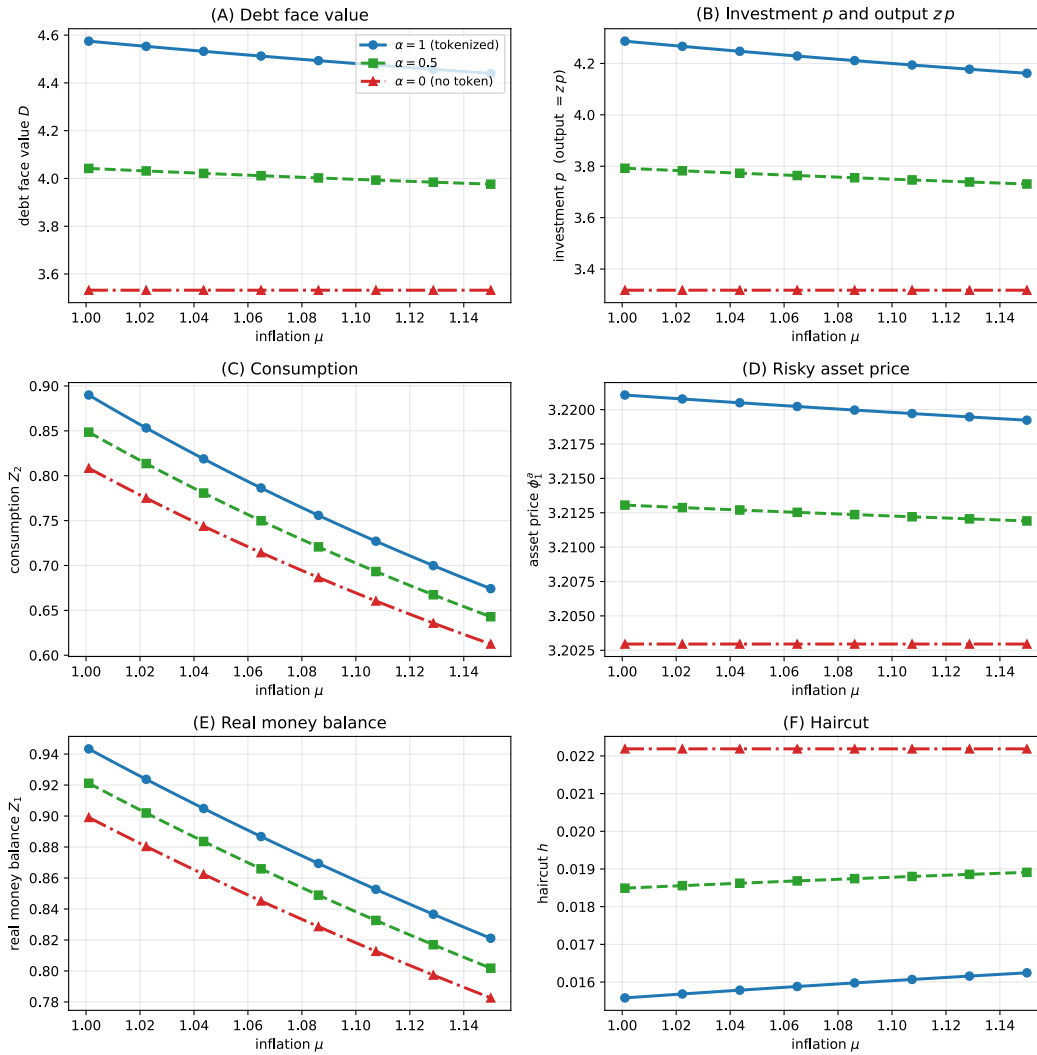 (A) Debt face value
debt face value D
4.6
4.4
4.2
4.0
3.8
3.6
α = 1 (tokenized)
α = 0.5
α = 0 (no token)
1.00 1.02 1.04 1.06 1.08 1.10 1.12 1.14
inflation μ
(B) Investment p and output z p
investment p (output = z p)
4.2
4.0
3.8
3.6
3.4
1.00 1.02 1.04 1.06 1.08 1.10 1.12 1.14
inflation μ
(C) Consumption
consumption Z₂
0.90
0.85
0.80
0.75
0.70
0.65
0.60
1.00 1.02 1.04 1.06 1.08 1.10 1.12 1.14
inflation μ
(D) Risky asset price
asset price ϕ₁ᵃ
3.2200
3.2175
3.2150
3.2125
3.2100
3.2075
3.2050
3.2025
1.00 1.02 1.04 1.06 1.08 1.10 1.12 1.14
inflation μ
(E) Real money balance
real money balance Z₁
0.94
0.92
0.90
0.88
0.86
0.84
0.82
0.80
0.78
1.00 1.02 1.04 1.06 1.08 1.10 1.12 1.14
inflation μ
(F) Haircut
haircut h
0.022
0.021
0.020
0.019
0.018
0.017
0.016
1.00 1.02 1.04 1.06 1.08 1.10 1.12 1.14
inflation μ